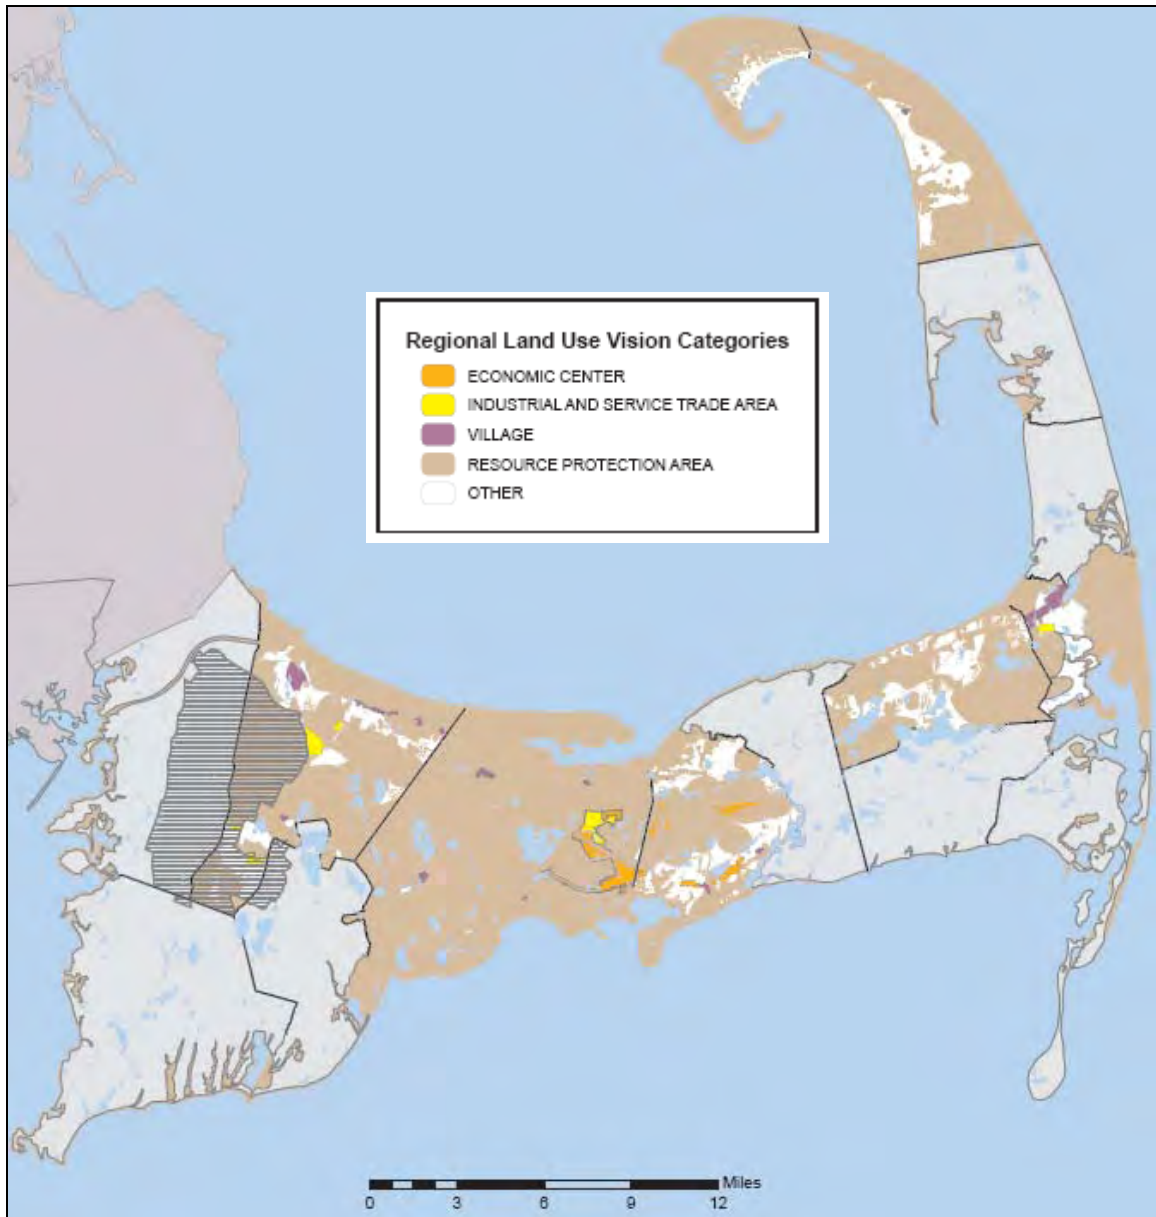 Regional Land Use Vision Categories
ECONOMIC CENTER
INDUSTRIAL AND SERVICE TRADE AREA
VILLAGE
RESOURCE PROTECTION AREA
OTHER
Miles
0 3 6 9 12